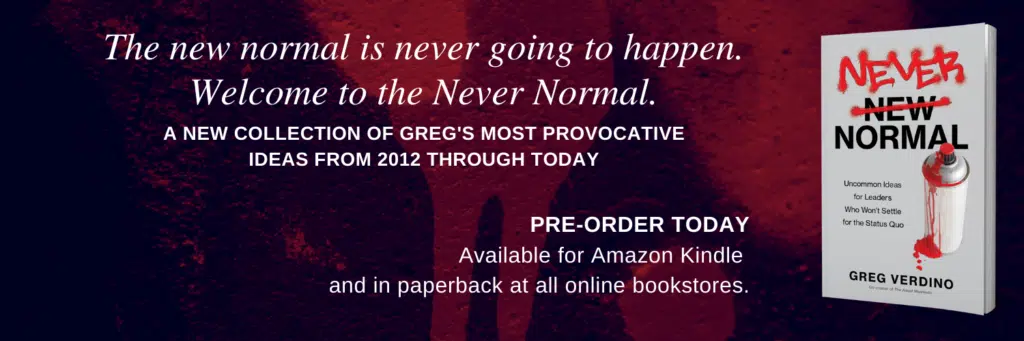 The new normal is never going to happen.
Welcome to the Never Normal.
A NEW COLLECTION OF GREG'S MOST PROVOCATIVE
IDEAS FROM 2012 THROUGH TODAY
PRE-ORDER TODAY
Available for Amazon Kindle
and in paperback at all online bookstores.
NEVER
NEW
NORMAL
Uncommon Ideas
for Leaders
Who Won't Settle
for the Status Quo
GREG VERDINO